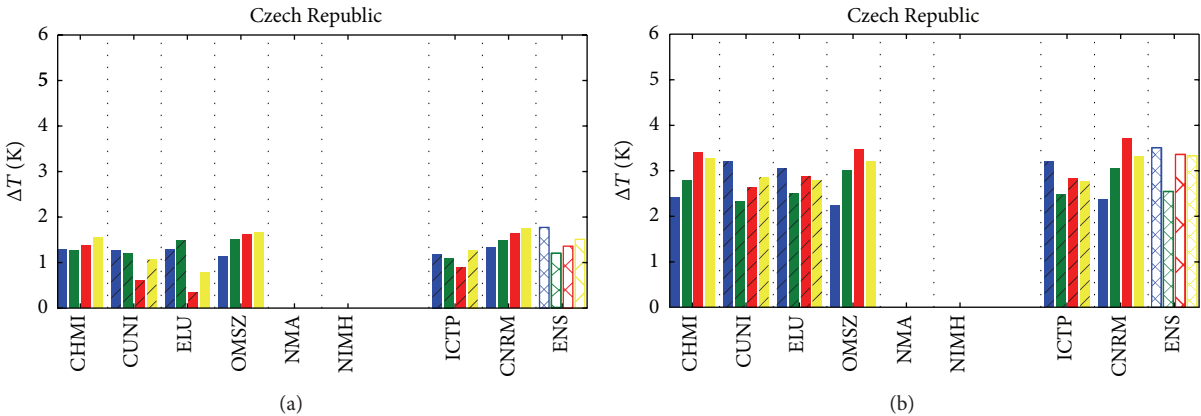 Czech Republic
6
5
4
3
2
1
0
ΔT (K)
CHMI
CUNI
ELU
OMSZ
NMA
NIMH
ICTP
CNRM
ENS
(a)
Czech Republic
6
5
4
3
2
1
0
ΔT (K)
CHMI
CUNI
ELU
OMSZ
NMA
NIMH
ICTP
CNRM
ENS
(b)